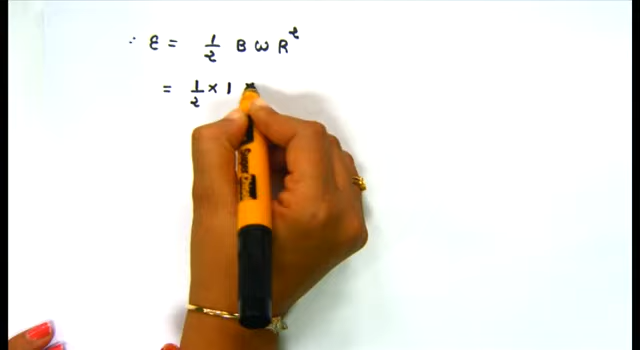 ∴ ε = 1/2 B ω R²
= 1/2 × 1 ×